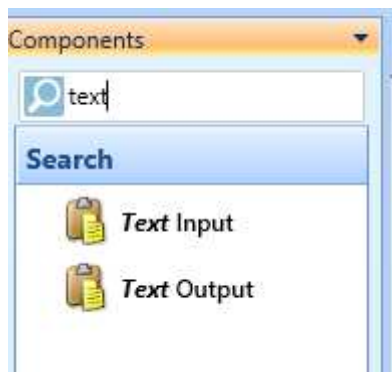 Components
text
Search
Text Input
Text Output